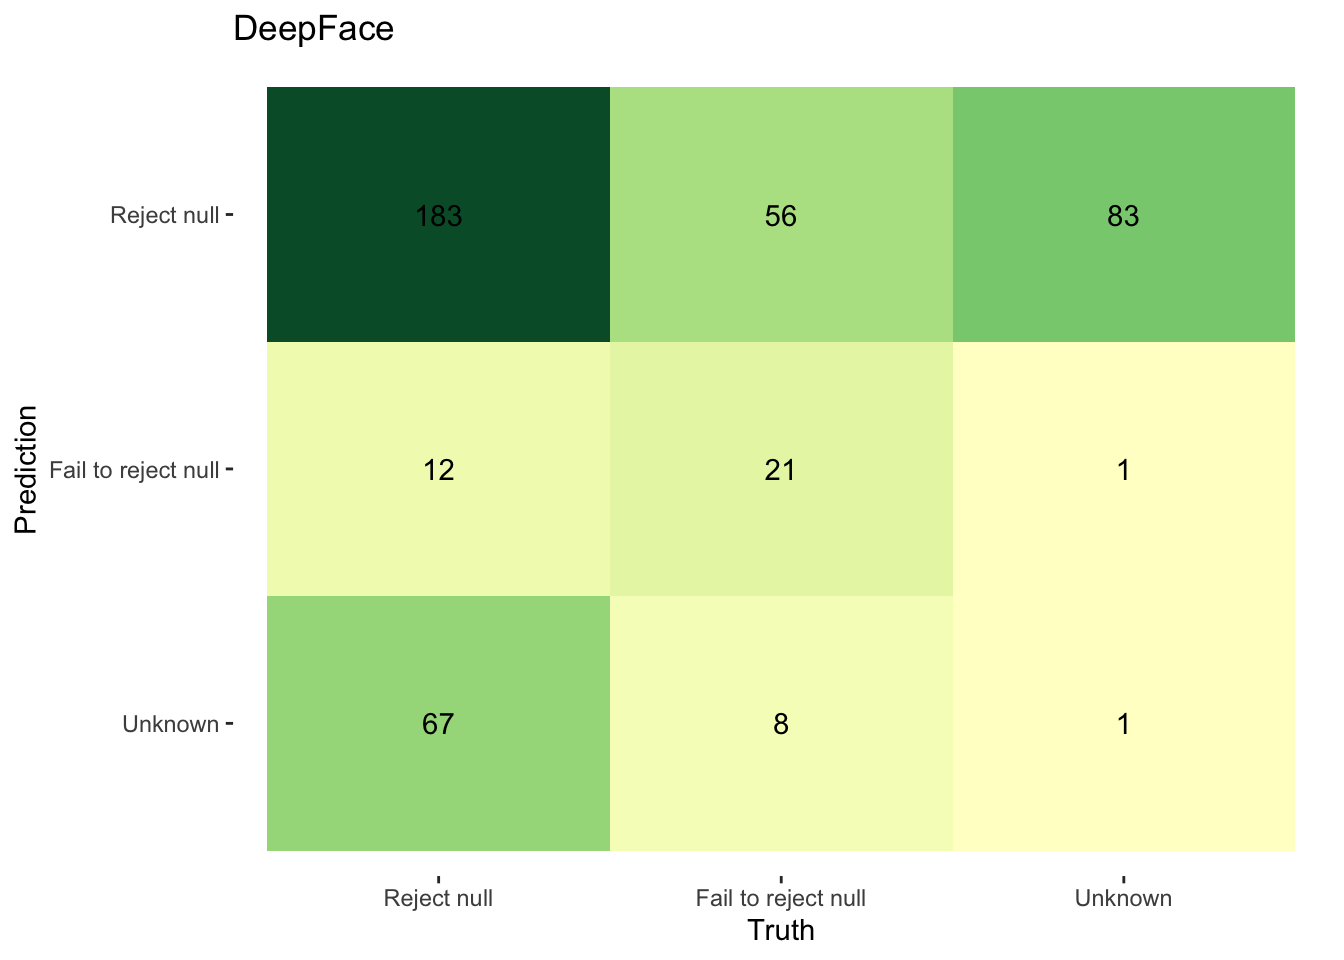 DeepFace
Reject null
183
56
83
Fail to reject null
12
21
1
Unknown
67
8
1
Prediction
Reject null
Fail to reject null
Unknown
Truth